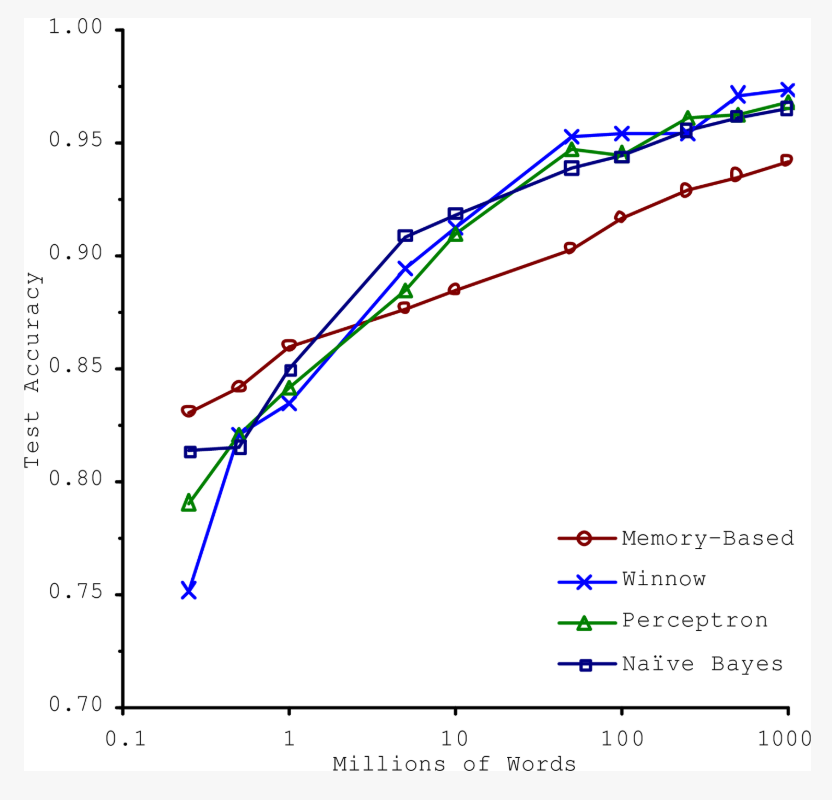 1.00
0.95
0.90
0.85
0.80
0.75
0.70
Test Accuracy
Memory-Based
Winnow
Perceptron
Naïve Bayes
0.1 1 10 100 1000
Millions of Words